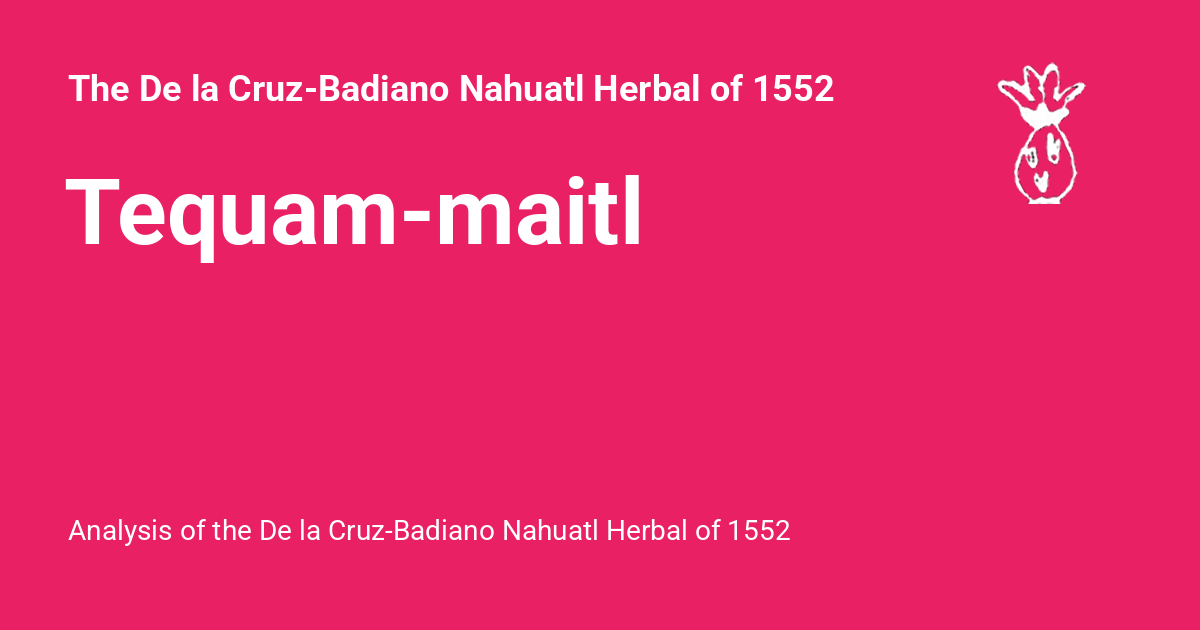 The De la Cruz-Badiano Nahuatl Herbal of 1552
Tequam-maitl
Analysis of the De la Cruz-Badiano Nahuatl Herbal of 1552